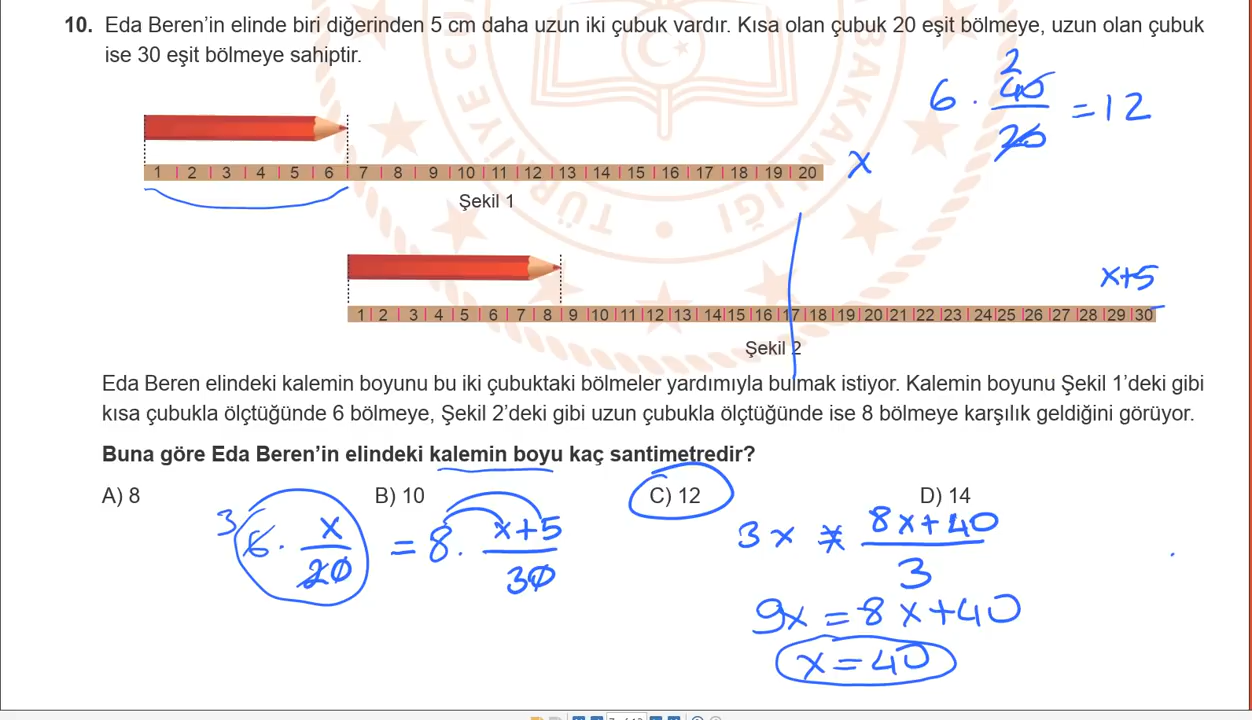 10. Eda Beren'in elinde biri diğerinden 5 cm daha uzun iki çubuk vardır. Kısa olan çubuk 20 eşit bölmeye, uzun olan çubuk
ise 30 eşit bölmeye sahiptir.
6 · 40/20 = 12
2
1 2 3 4 5 6 7 8 9 10 11 12 13 14 15 16 17 18 19 20
x
Şekil 1
TÜRKİYE CU
BAKANLIĞI
x+5
1 2 3 4 5 6 7 8 9 10 11 12 13 14 15 16 17 18 19 20 21 22 23 24 25 26 27 28 29 30
Şekil 2
Eda Beren elindeki kalemin boyunu bu iki çubuktaki bölmeler yardımıyla bulmak istiyor. Kalemin boyunu Şekil 1'deki gibi
kısa çubukla ölçtüğünde 6 bölmeye, Şekil 2'deki gibi uzun çubukla ölçtüğünde ise 8 bölmeye karşılık geldiğini görüyor.
Buna göre Eda Beren'in elindeki kalemin boyu kaç santimetredir?
A) 8 B) 10 C) 12 D) 14
3 6 · x/20 = 8 · x+5/30
3x = 8x+40/3
9x = 8x+40
x = 40